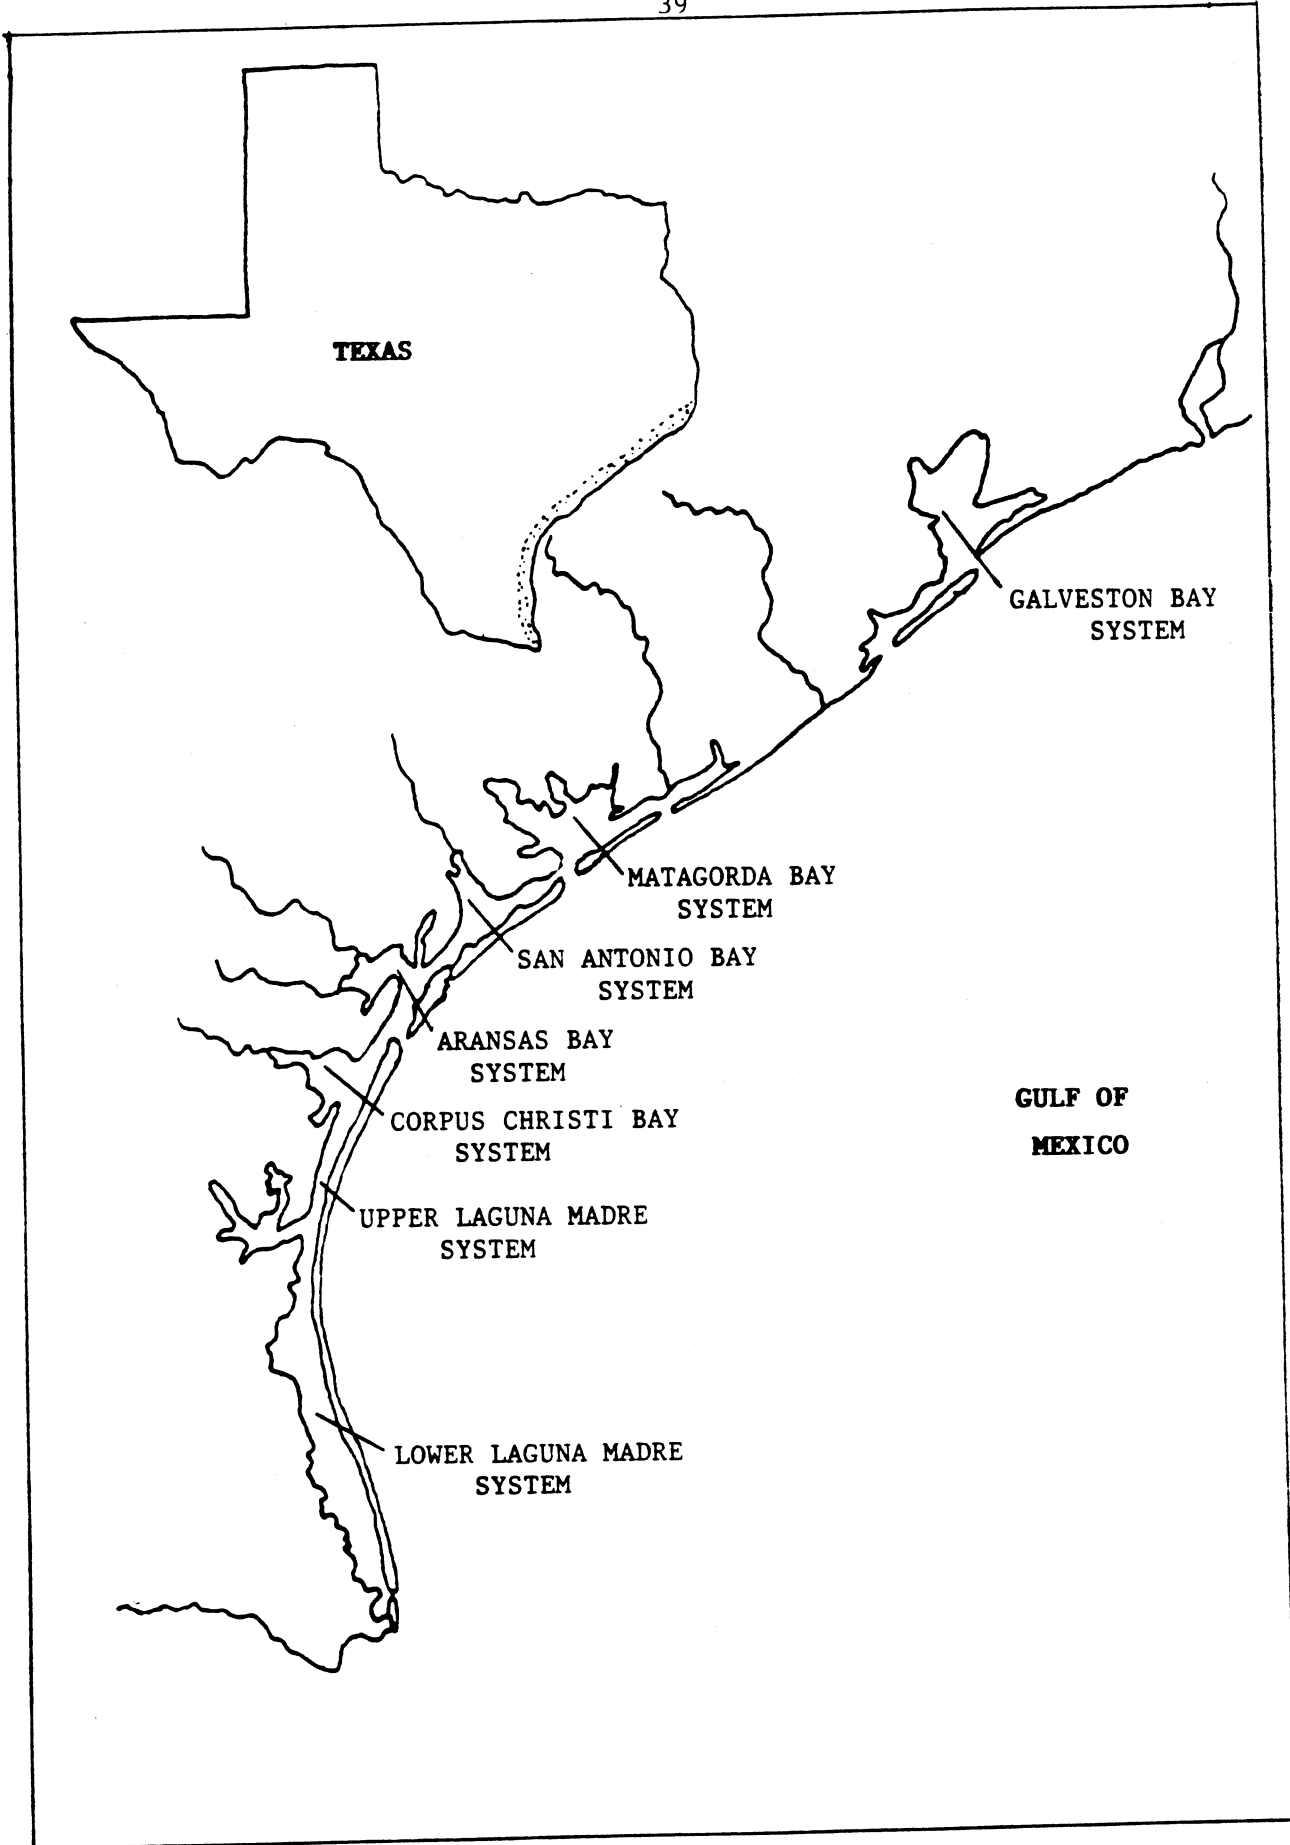 39
TEXAS
GALVESTON BAY
SYSTEM
MATAGORDA BAY
SYSTEM
SAN ANTONIO BAY
SYSTEM
ARANSAS BAY
SYSTEM
CORPUS CHRISTI BAY
SYSTEM
GULF OF
MEXICO
UPPER LAGUNA MADRE
SYSTEM
LOWER LAGUNA MADRE
SYSTEM